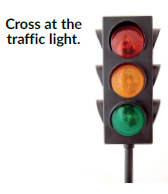 Cross at the
traffic light.